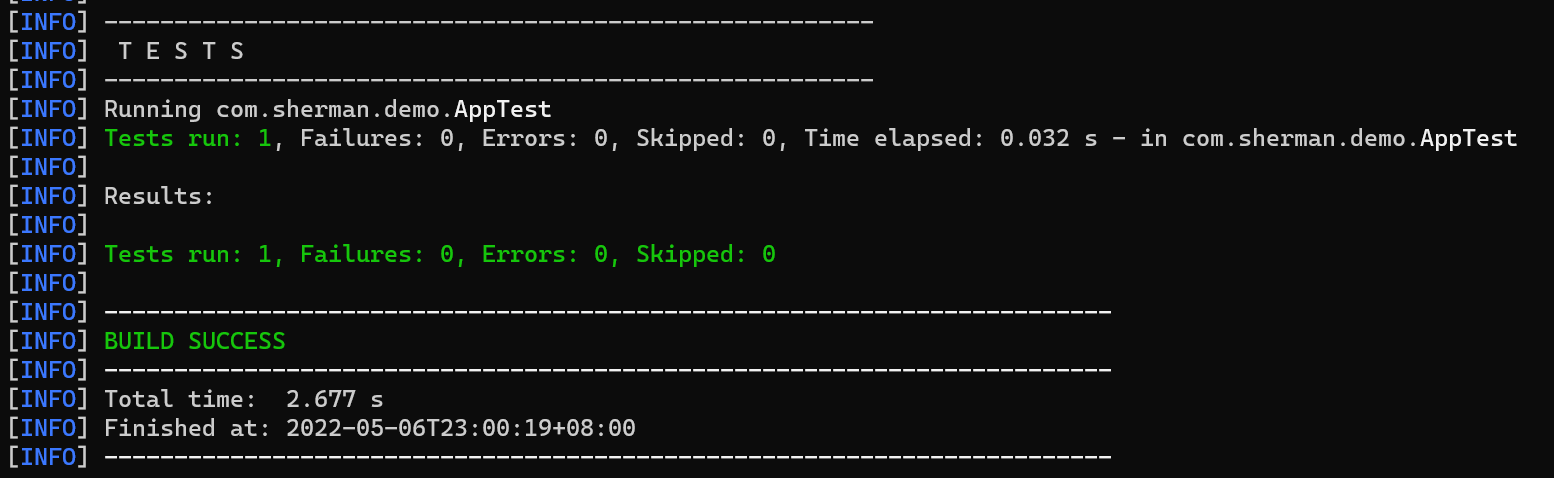 [INFO] -------------------------------------------------------
[INFO]  T E S T S
[INFO] -------------------------------------------------------
[INFO] Running com.sherman.demo.AppTest
[INFO] Tests run: 1, Failures: 0, Errors: 0, Skipped: 0, Time elapsed: 0.032 s - in com.sherman.demo.AppTest
[INFO]
[INFO] Results:
[INFO]
[INFO] Tests run: 1, Failures: 0, Errors: 0, Skipped: 0
[INFO]
[INFO] ------------------------------------------------------------------------
[INFO] BUILD SUCCESS
[INFO] ------------------------------------------------------------------------
[INFO] Total time:  2.677 s
[INFO] Finished at: 2022-05-06T23:00:19+08:00
[INFO] ------------------------------------------------------------------------